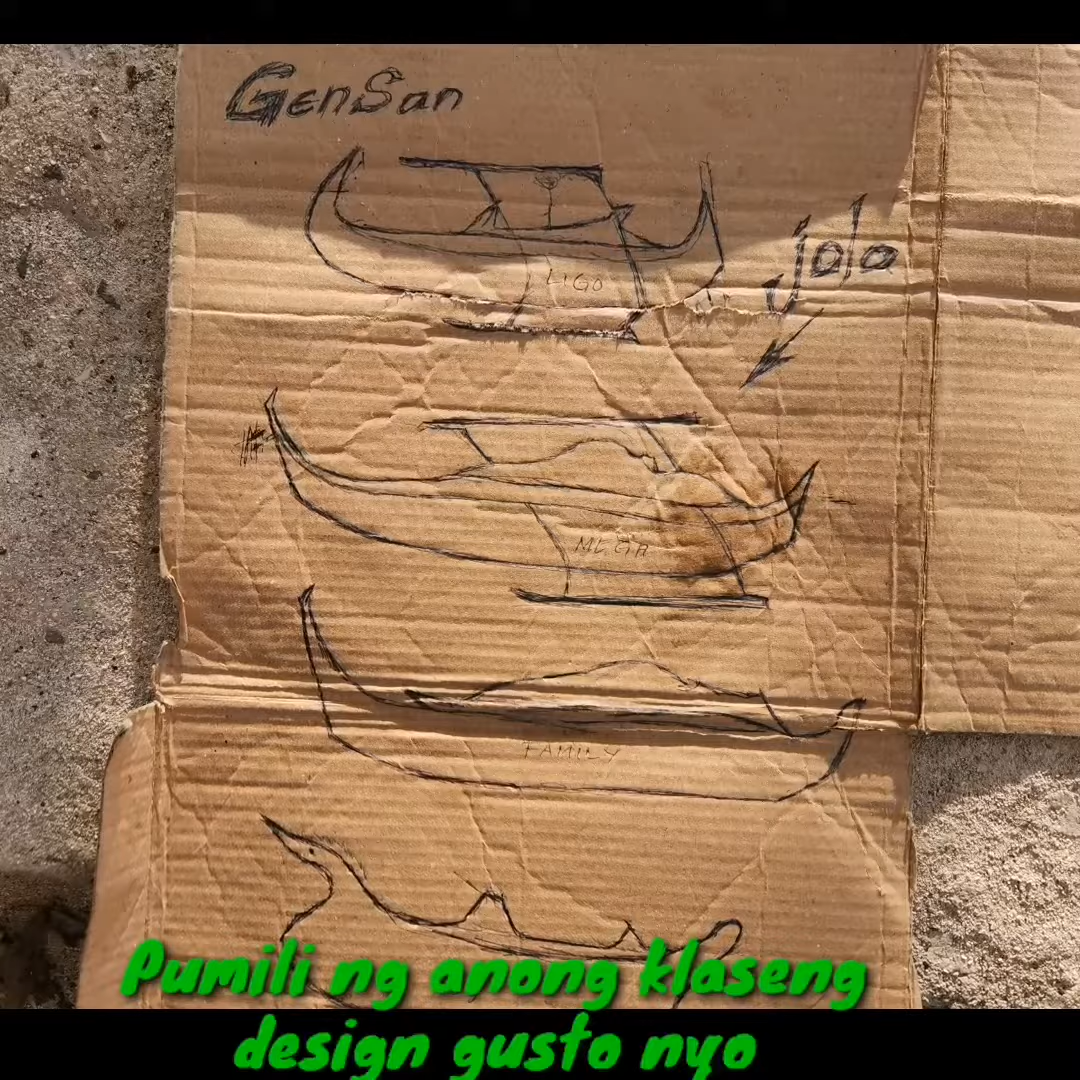 GenSan
LIGO
jolo
MEGA
FAMILY
Pumili ng anong klaseng
design gusto nyo